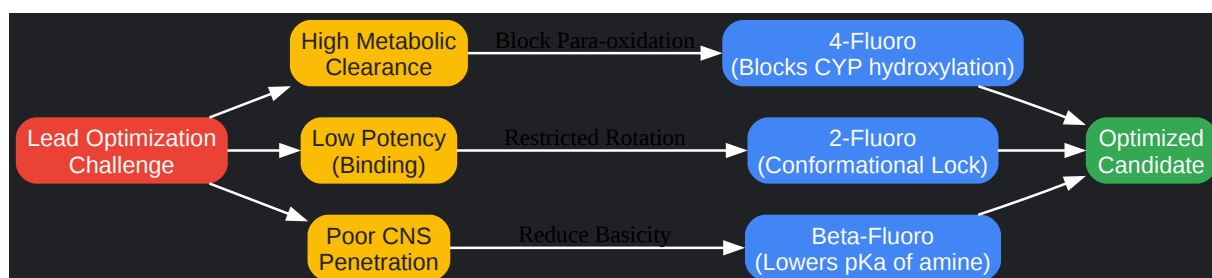 High Metabolic
Clearance
Block Para-oxidation
4-Fluoro
(Blocks CYP hydroxylation)
Lead Optimization
Challenge
Low Potency
(Binding)
Restricted Rotation
2-Fluoro
(Conformational Lock)
Optimized
Candidate
Poor CNS
Penetration
Reduce Basicity
Beta-Fluoro
(Lowers pKa of amine)